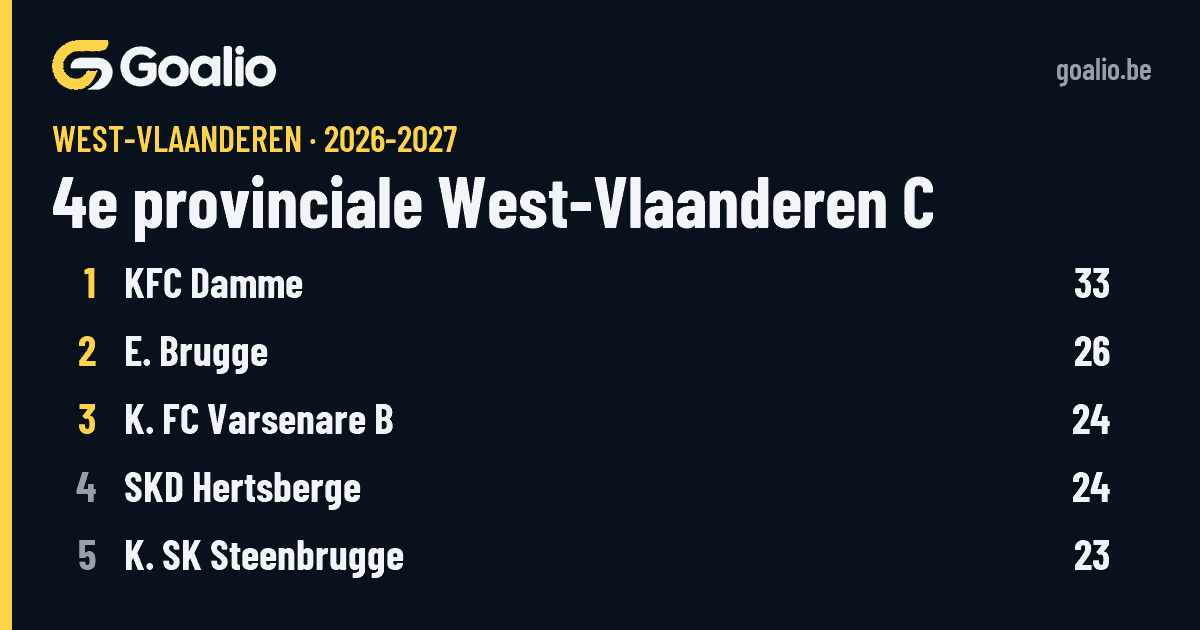 Goalio
goalio.be
WEST-VLAANDEREN · 2026-2027
4e provinciale West-Vlaanderen C
1 KFC Damme 33
2 E. Brugge 26
3 K. FC Varsenare B 24
4 SKD Hertsberge 24
5 K. SK Steenbrugge 23